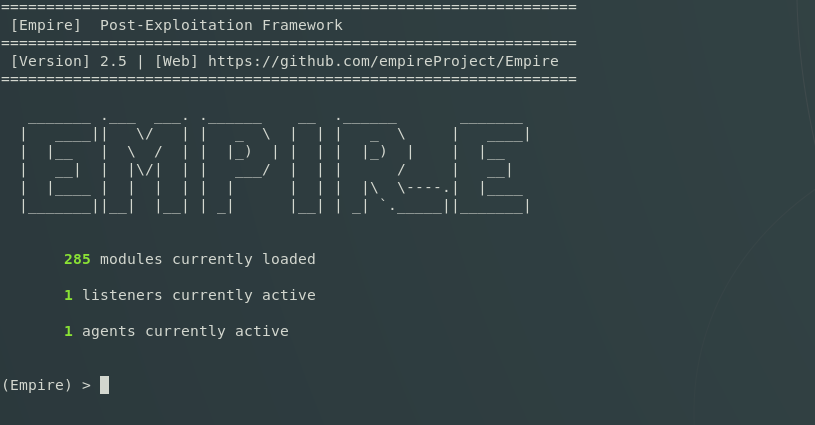 ================================================================
[Empire]  Post-Exploitation Framework
================================================================
[Version] 2.5 | [Web] https://github.com/empireProject/Empire
================================================================
EMPIRE
285 modules currently loaded
1 listeners currently active
1 agents currently active
(Empire) >